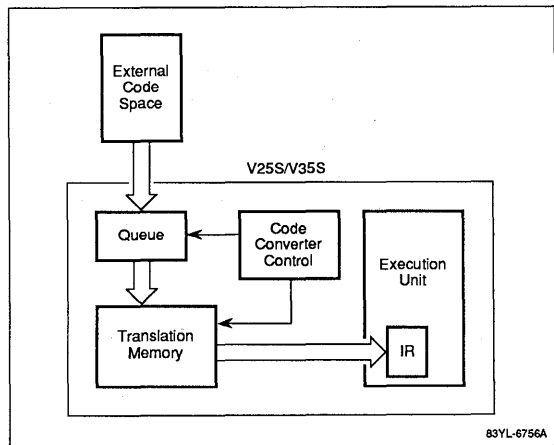 External
Code
Space
V25S/V35S
Queue
Code
Converter
Control
Execution
Unit
Translation
Memory
IR
83YL-6756A